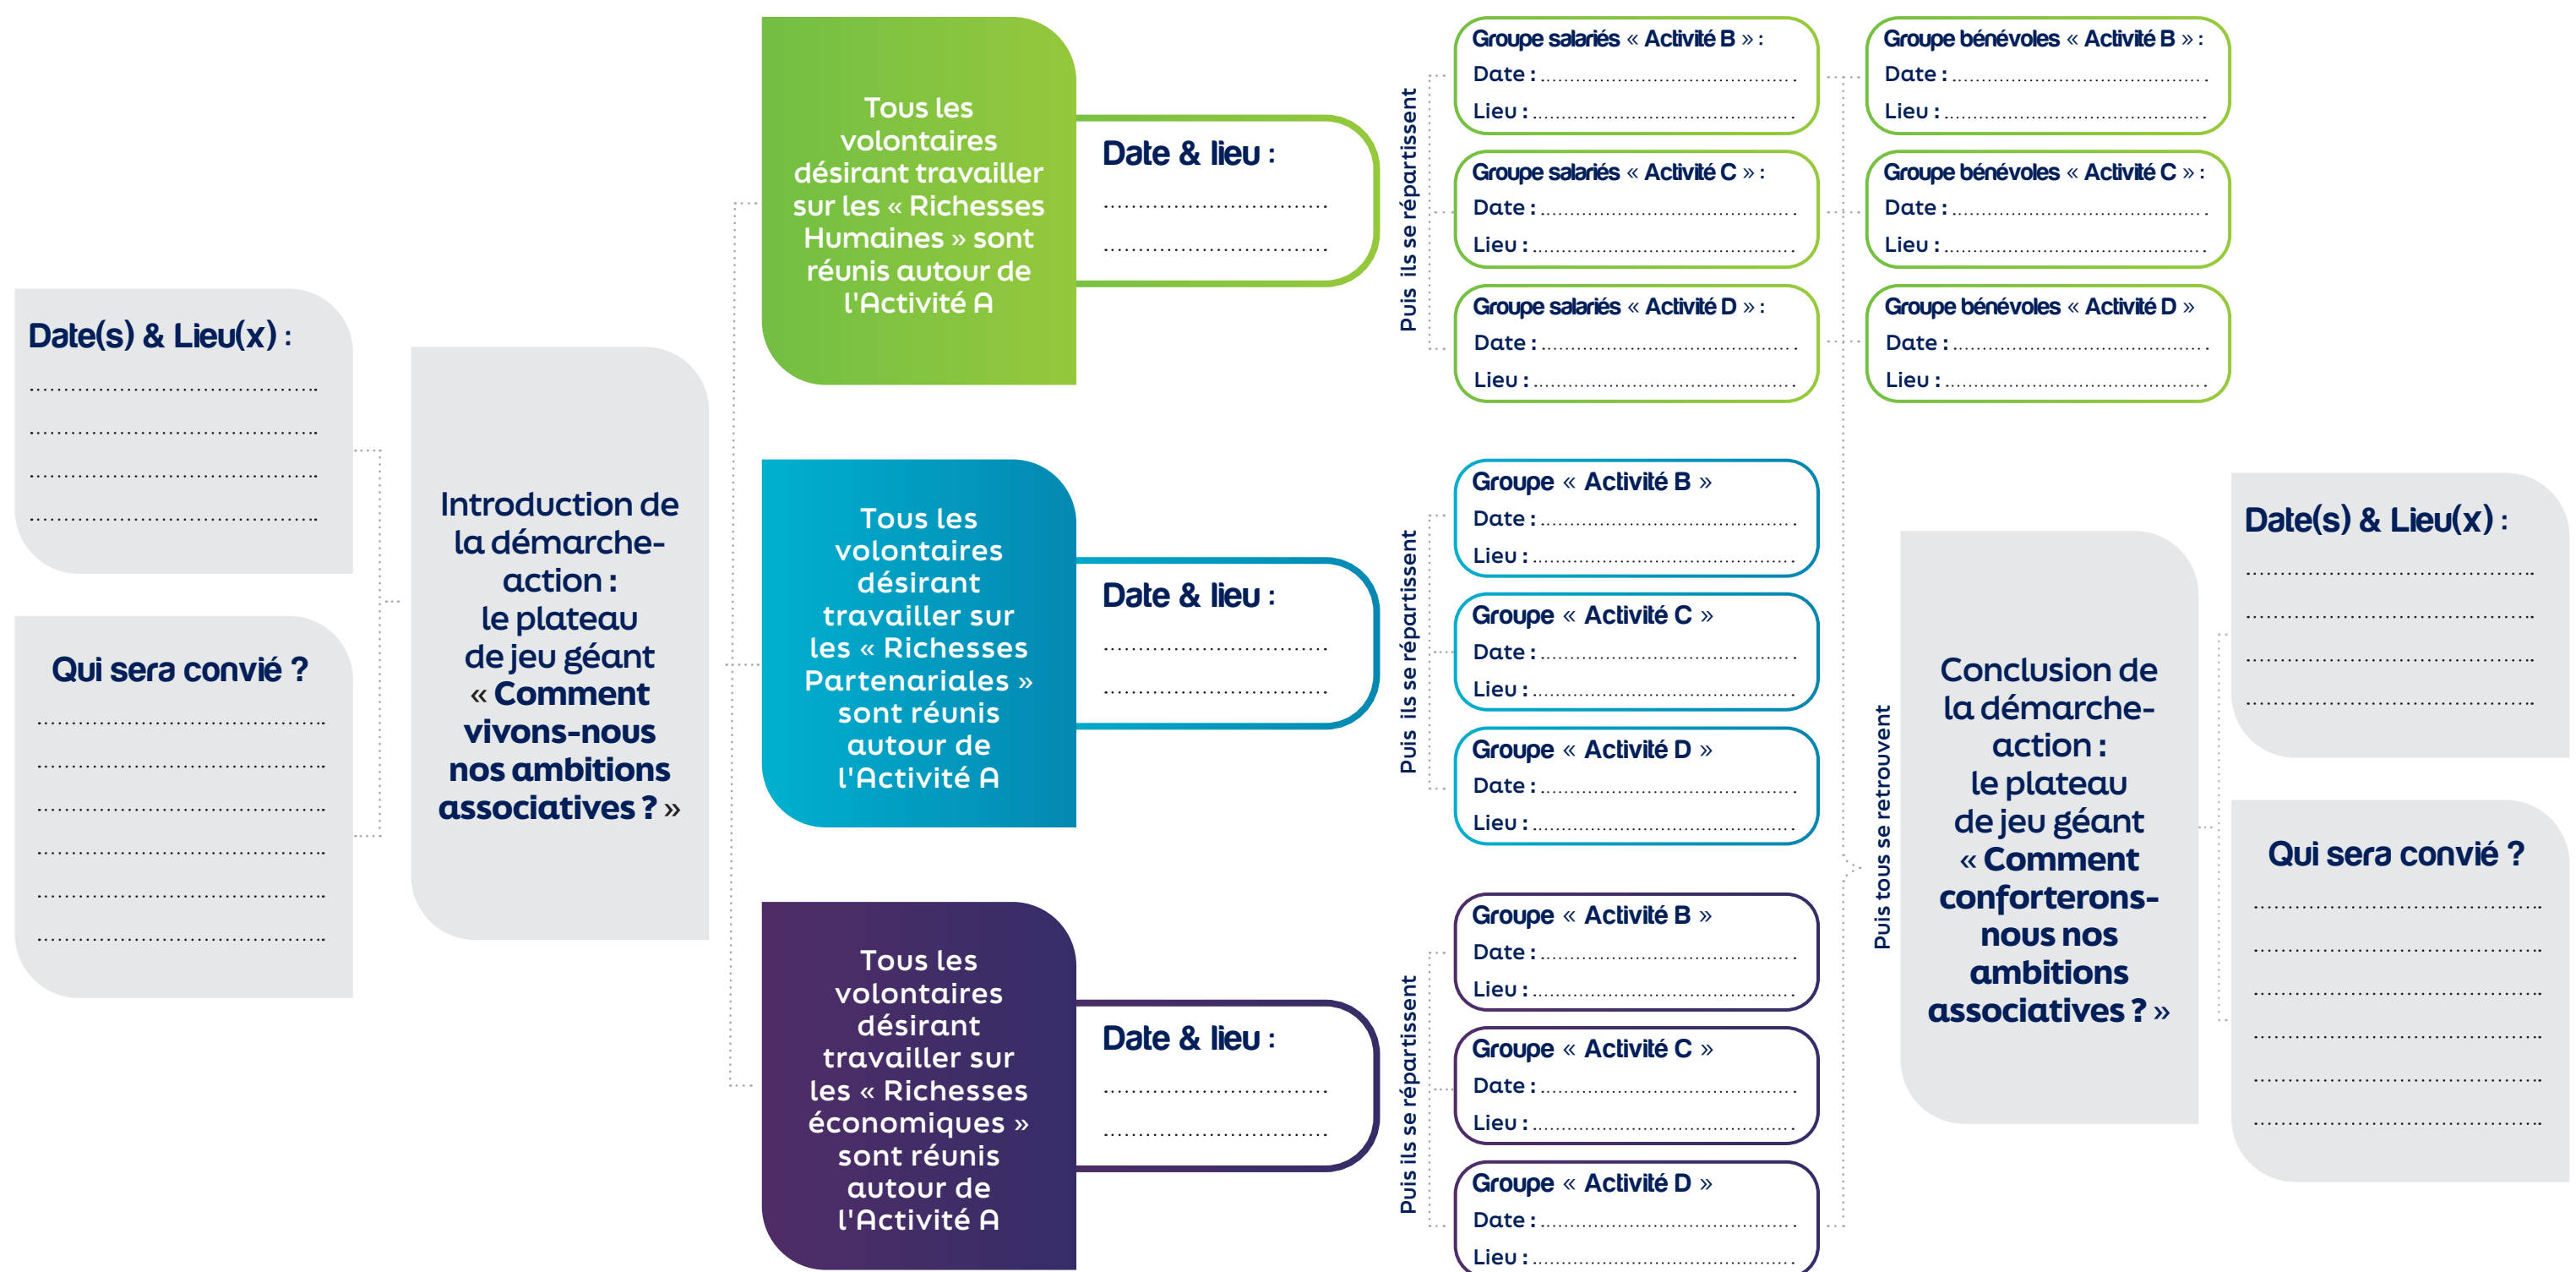 Date(s) & Lieu(x) :
Qui sera convié ?
Introduction de
la démarche-
action :
le plateau
de jeu géant
« Comment
vivons-nous
nos ambitions
associatives ? »
Tous les
volontaires
désirant travailler
sur les « Richesses
Humaines » sont
réunis autour de
l'Activité A
Date & lieu :
Puis ils se répartissent
Groupe salariés « Activité B » :
Date :
Lieu :
Groupe salariés « Activité C » :
Date :
Lieu :
Groupe salariés « Activité D » :
Date :
Lieu :
Groupe bénévoles « Activité B » :
Date :
Lieu :
Groupe bénévoles « Activité C » :
Date :
Lieu :
Groupe bénévoles « Activité D »
Date :
Lieu :
Tous les
volontaires
désirant
travailler sur
les « Richesses
Partenariales »
sont réunis
autour de
l'Activité A
Date & lieu :
Puis ils se répartissent
Groupe « Activité B »
Date :
Lieu :
Groupe « Activité C »
Date :
Lieu :
Groupe « Activité D »
Date :
Lieu :
Tous les
volontaires
désirant
travailler sur
les « Richesses
économiques »
sont réunis
autour de
l'Activité A
Date & lieu :
Puis ils se répartissent
Groupe « Activité B »
Date :
Lieu :
Groupe « Activité C »
Date :
Lieu :
Groupe « Activité D »
Date :
Lieu :
Puis tous se retrouvent
Conclusion de
la démarche-
action :
le plateau
de jeu géant
« Comment
conforterons-
nous nos
ambitions
associatives ? »
Date(s) & Lieu(x) :
Qui sera convié ?